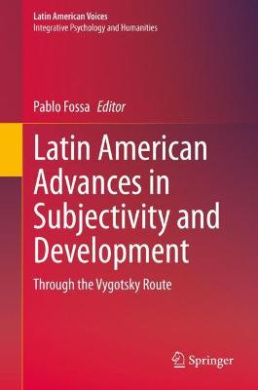 Latin American Voices
Integrative Psychology and Humanities
Pablo Fossa Editor
Latin American
Advances in
Subjectivity and
Development
Through the Vygotsky Route
Springer